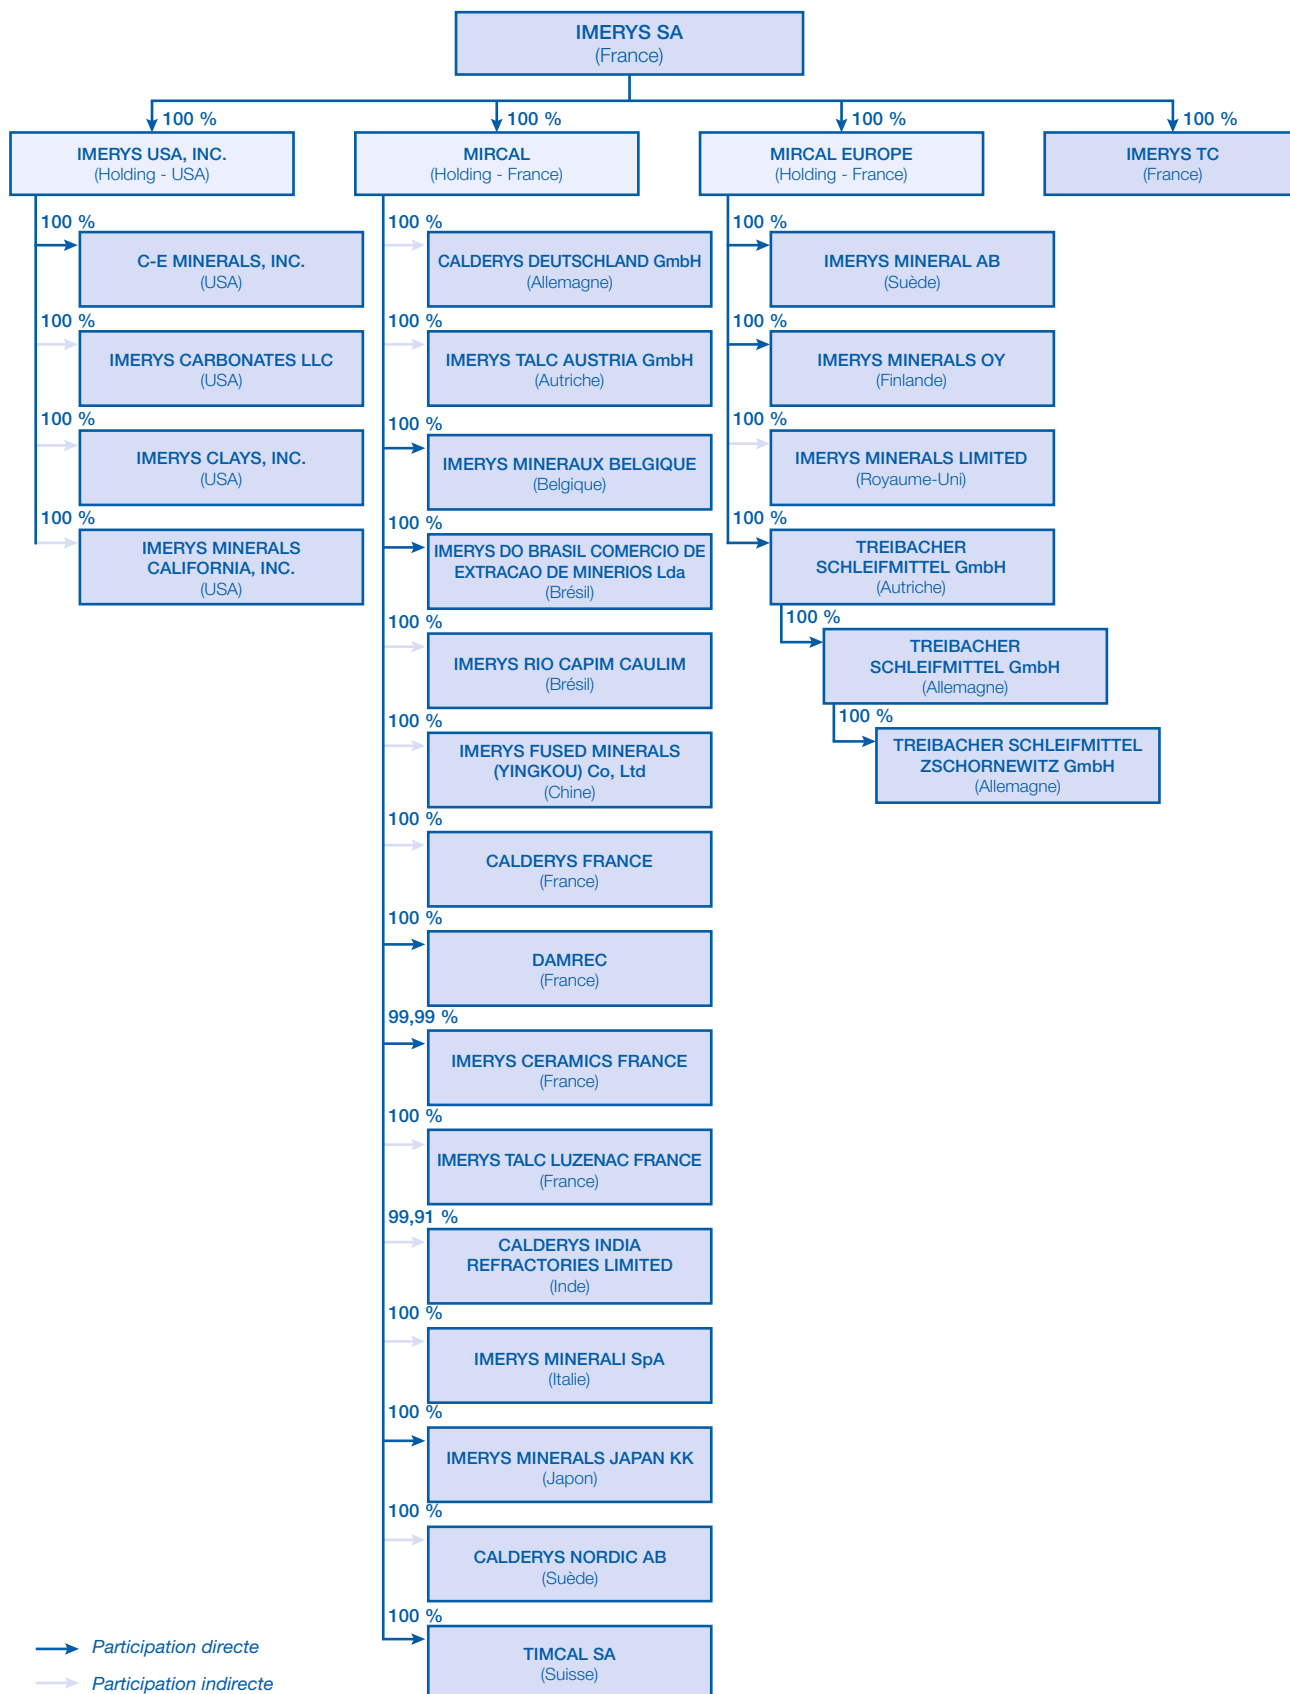 IMERYS SA
(France)
100 %
100 %
100 %
100 %
IMERYS USA, INC.
(Holding - USA)
MIRCAL
(Holding - France)
MIRCAL EUROPE
(Holding - France)
IMERYS TC
(France)
100 %
C-E MINERALS, INC.
(USA)
100 %
IMERYS CARBONATES LLC
(USA)
100 %
IMERYS CLAYS, INC.
(USA)
100 %
IMERYS MINERALS
CALIFORNIA, INC.
(USA)
100 %
CALDERYS DEUTSCHLAND GmbH
(Allemagne)
100 %
IMERYS TALC AUSTRIA GmbH
(Autriche)
100 %
IMERYS MINERAUX BELGIQUE
(Belgique)
100 %
IMERYS DO BRASIL COMERCIO DE
EXTRACAO DE MINERIOS Lda
(Brésil)
100 %
IMERYS RIO CAPIM CAULIM
(Brésil)
100 %
IMERYS FUSED MINERALS
(YINGKOU) Co, Ltd
(Chine)
100 %
CALDERYS FRANCE
(France)
100 %
DAMREC
(France)
99,99 %
IMERYS CERAMICS FRANCE
(France)
100 %
IMERYS TALC LUZENAC FRANCE
(France)
99,91 %
CALDERYS INDIA
REFRACTORIES LIMITED
(Inde)
100 %
IMERYS MINERALI SpA
(Italie)
100 %
IMERYS MINERALS JAPAN KK
(Japon)
100 %
CALDERYS NORDIC AB
(Suède)
100 %
TIMCAL SA
(Suisse)
100 %
IMERYS MINERAL AB
(Suède)
100 %
IMERYS MINERALS OY
(Finlande)
100 %
IMERYS MINERALS LIMITED
(Royaume-Uni)
100 %
TREIBACHER
SCHLEIFMITTEL GmbH
(Autriche)
100 %
TREIBACHER
SCHLEIFMITTEL GmbH
(Allemagne)
100 %
TREIBACHER SCHLEIFMITTEL
ZSCHORNEWITZ GmbH
(Allemagne)
Participation directe
Participation indirecte